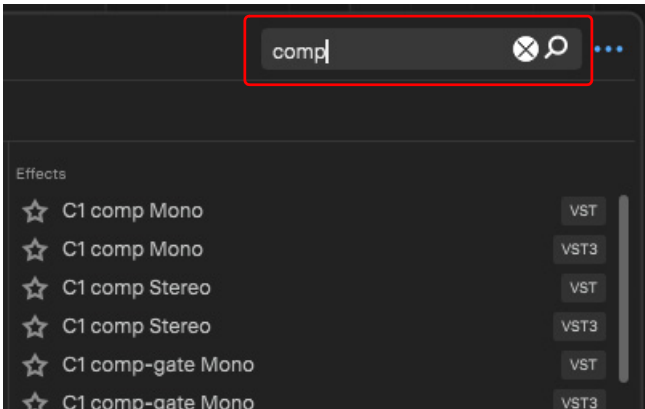 comp
Effects
C1 comp Mono VST
C1 comp Mono VST3
C1 comp Stereo VST
C1 comp Stereo VST3
C1 comp-gate Mono VST
C1 comp-gate Mono VST3